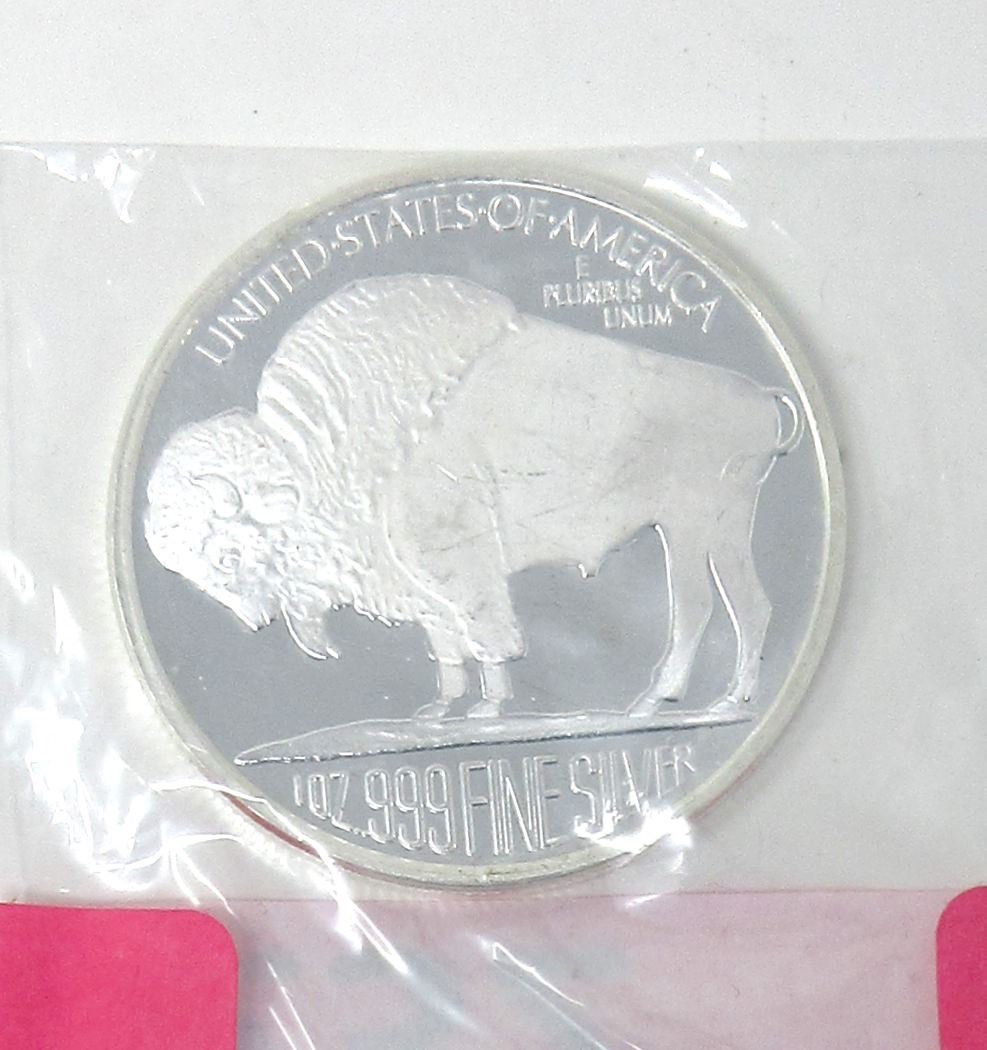 UNITED·STATES·OF·AMERICA
E
PLURIBUS
UNUM
1 OZ. .999 FINE SILVER